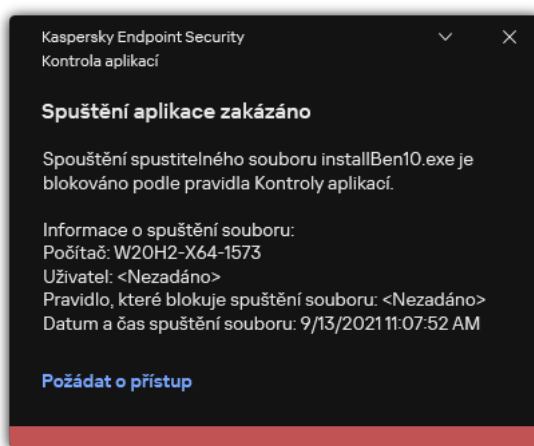 Kaspersky Endpoint Security
Kontrola aplikací
Spuštění aplikace zakázáno
Spouštění spustitelného souboru installBen10.exe je
blokováno podle pravidla Kontroly aplikací.
Informace o spuštění souboru:
Počítač: W20H2-X64-1573
Uživatel: <Nezadáno>
Pravidlo, které blokuje spuštění souboru: <Nezadáno>
Datum a čas spuštění souboru: 9/13/2021 11:07:52 AM
Požádat o přístup